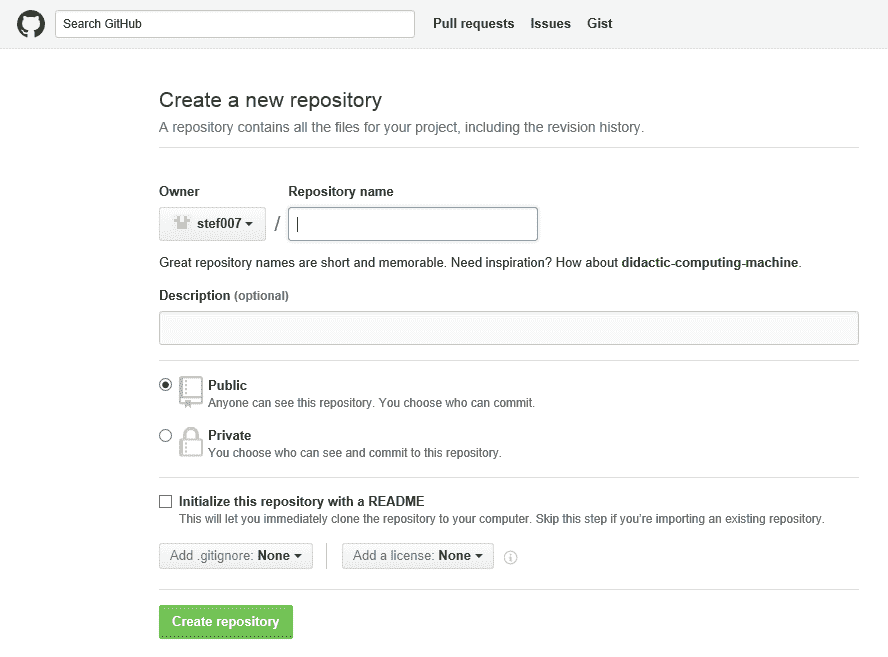 Search GitHub Pull requests Issues Gist
Create a new repository
A repository contains all the files for your project, including the revision history.
Owner Repository name
stef007 /
Great repository names are short and memorable. Need inspiration? How about didactic-computing-machine.
Description (optional)
Public
Anyone can see this repository. You choose who can commit.
Private
You choose who can see and commit to this repository.
Initialize this repository with a README
This will let you immediately clone the repository to your computer. Skip this step if you're importing an existing repository.
Add .gitignore: None Add a license: None
Create repository